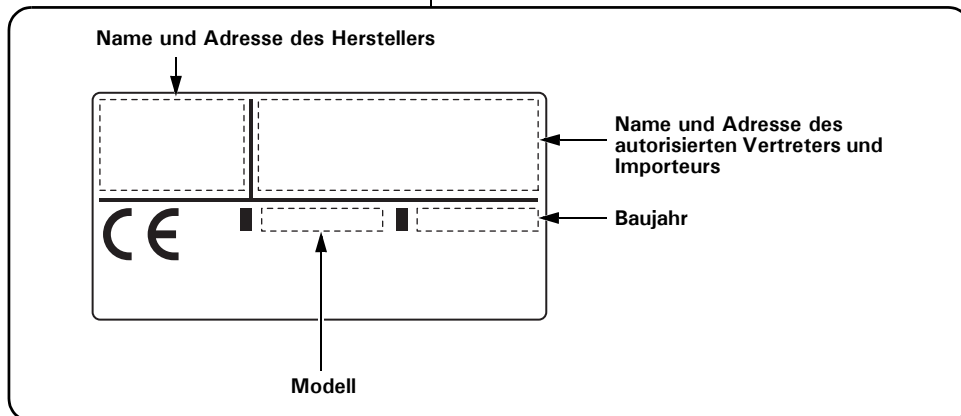 Name und Adresse des Herstellers
Name und Adresse des
autorisierten Vertreters und
Importeurs
CE
Baujahr
Modell